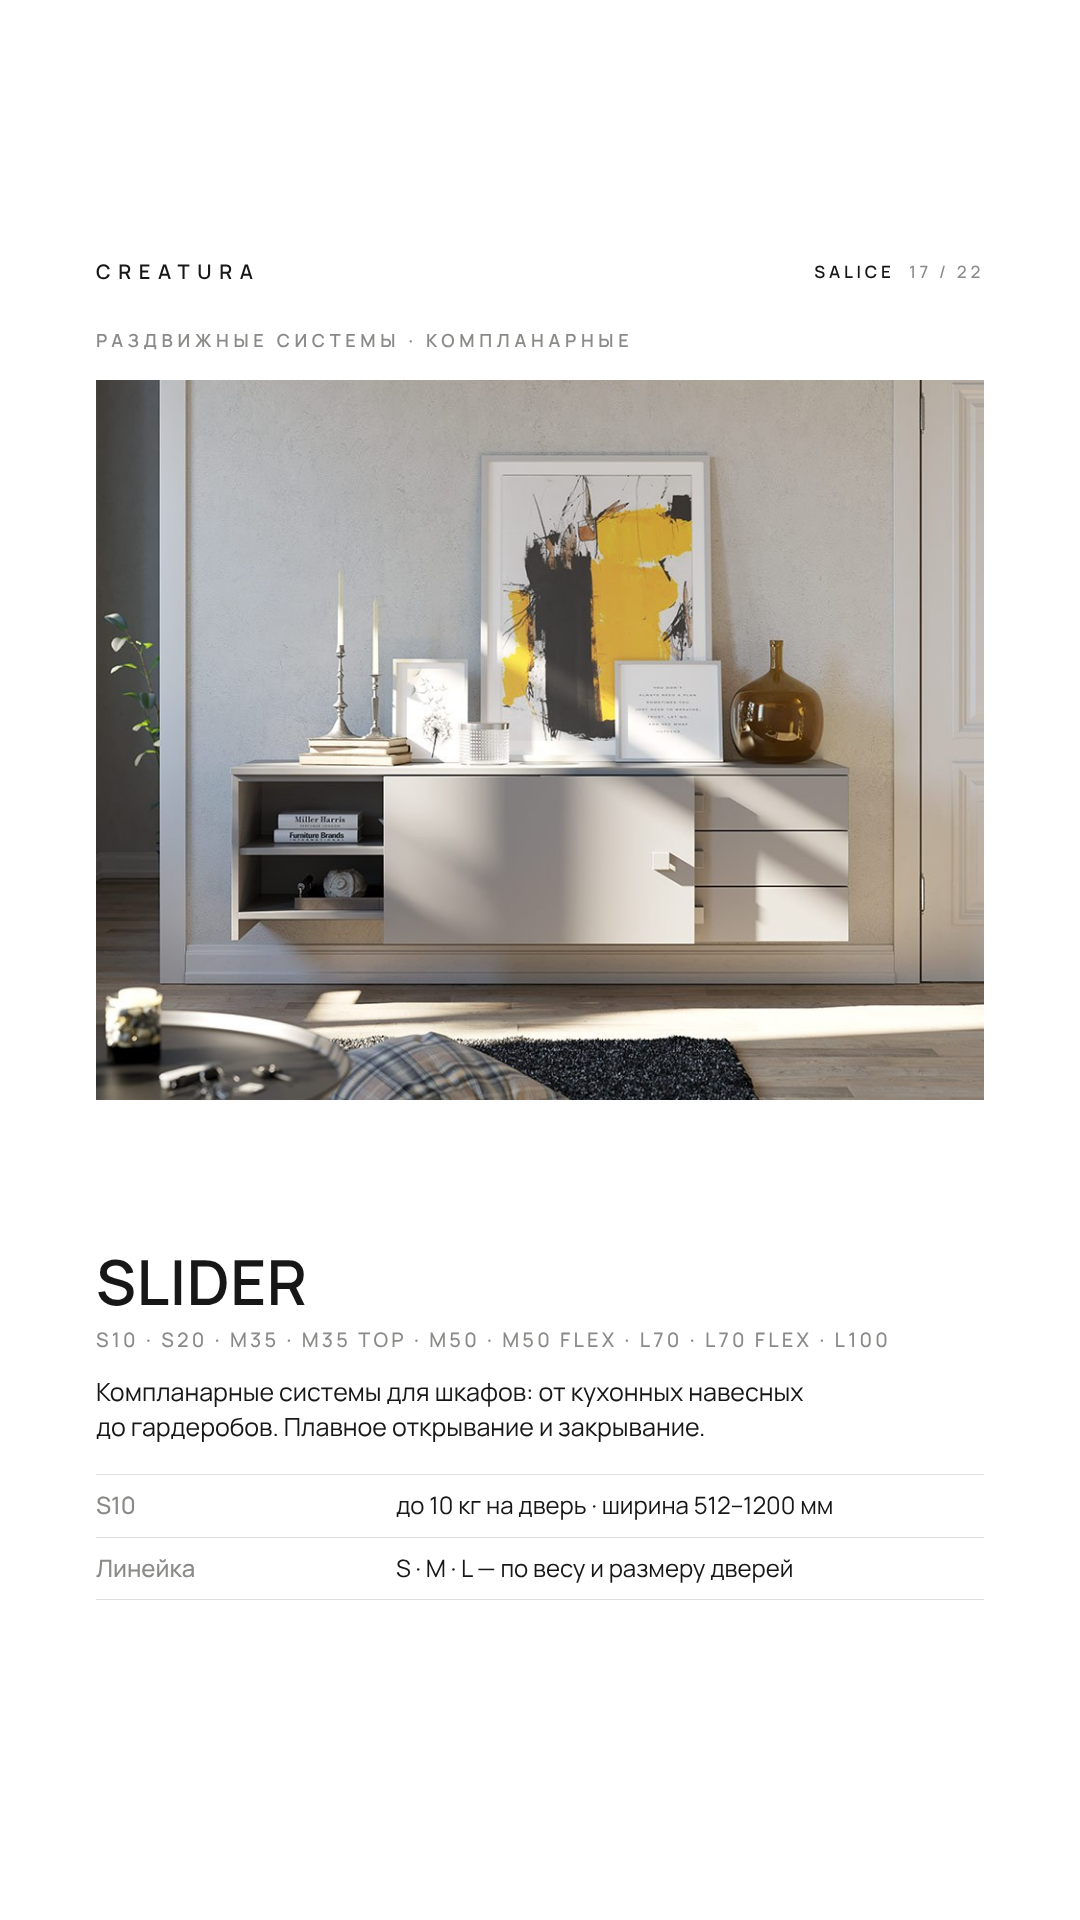 CREATURA
SALICE 17 / 22
РАЗДВИЖНЫЕ СИСТЕМЫ · КОМПЛАНАРНЫЕ
Miller Harris
Furniture Brands
SLIDER
S10 · S20 · M35 · M35 TOP · M50 · M50 FLEX · L70 · L70 FLEX · L100
Компланарные системы для шкафов: от кухонных навесных
до гардеробов. Плавное открывание и закрывание.
S10 до 10 кг на дверь · ширина 512–1200 мм
Линейка S · M · L — по весу и размеру дверей